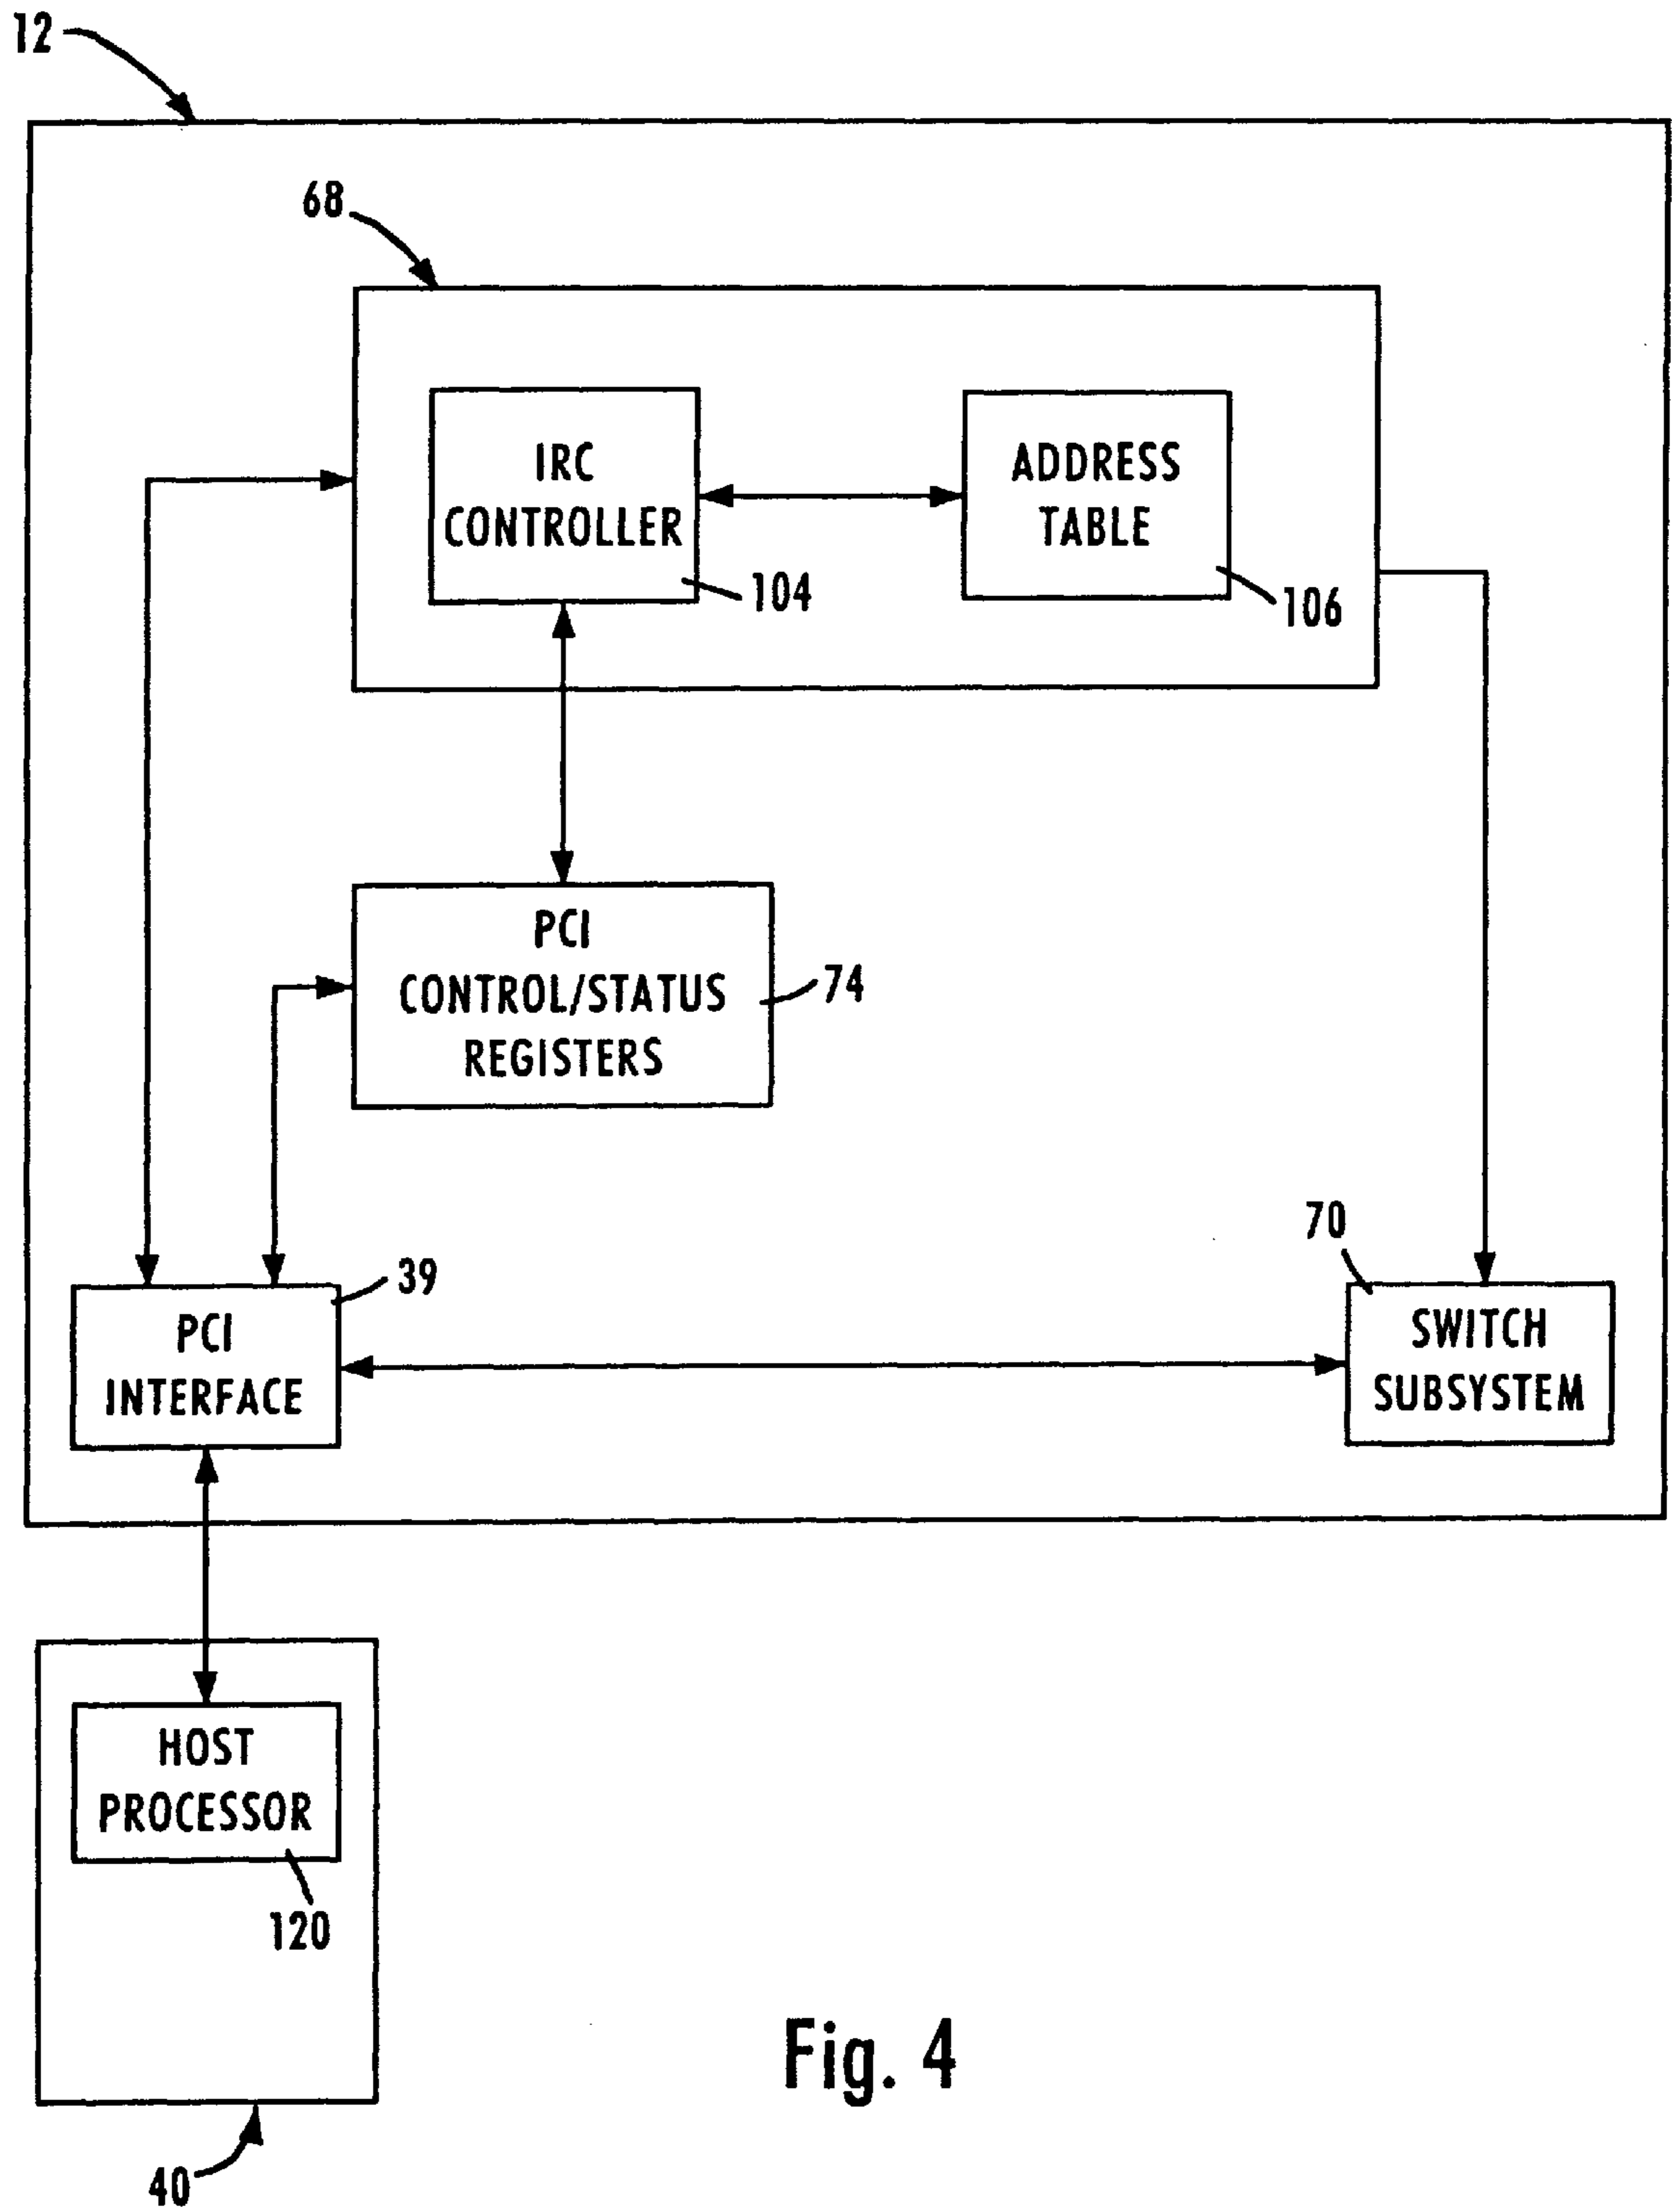 12
68
IRC
CONTROLLER
104
ADDRESS
TABLE
106
PCI
CONTROL/STATUS
REGISTERS
74
39
PCI
INTERFACE
70
SWITCH
SUBSYSTEM
HOST
PROCESSOR
120
Fig. 4
40